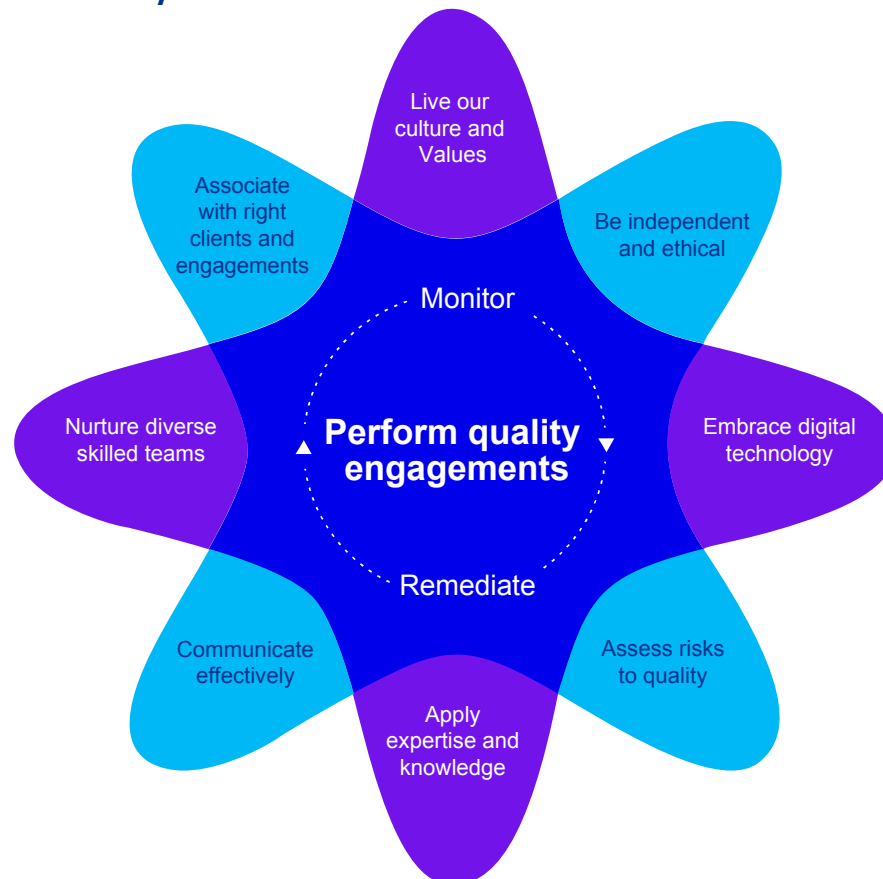 Live our
culture and
Values
Associate
with right
clients and
engagements
Be independent
and ethical
Monitor
Nurture diverse
skilled teams
Perform quality
engagements
Embrace digital
technology
Remediate
Communicate
effectively
Assess risks
to quality
Apply
expertise and
knowledge